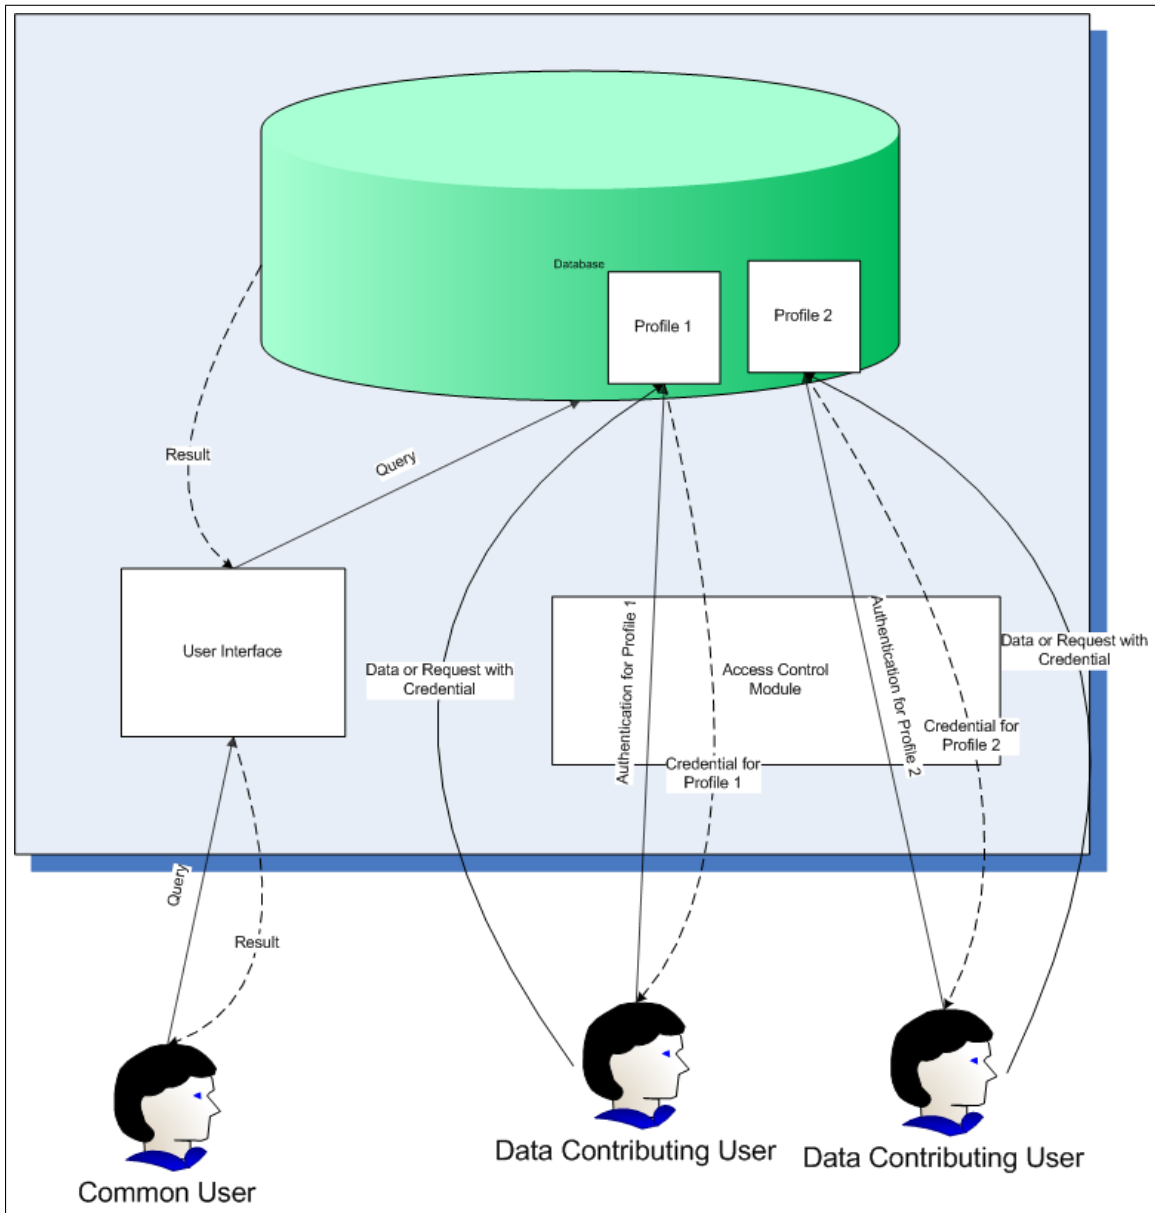 Database
Profile 1
Profile 2
Result
Query
User Interface
Data or Request with
Credential
Authentication for Profile 1
Access Control
Module
Authentication for Profile 2
Data or Request with
Credential
Credential for
Profile 2
Credential for
Profile 1
Query
Result
Common User
Data Contributing User
Data Contributing User